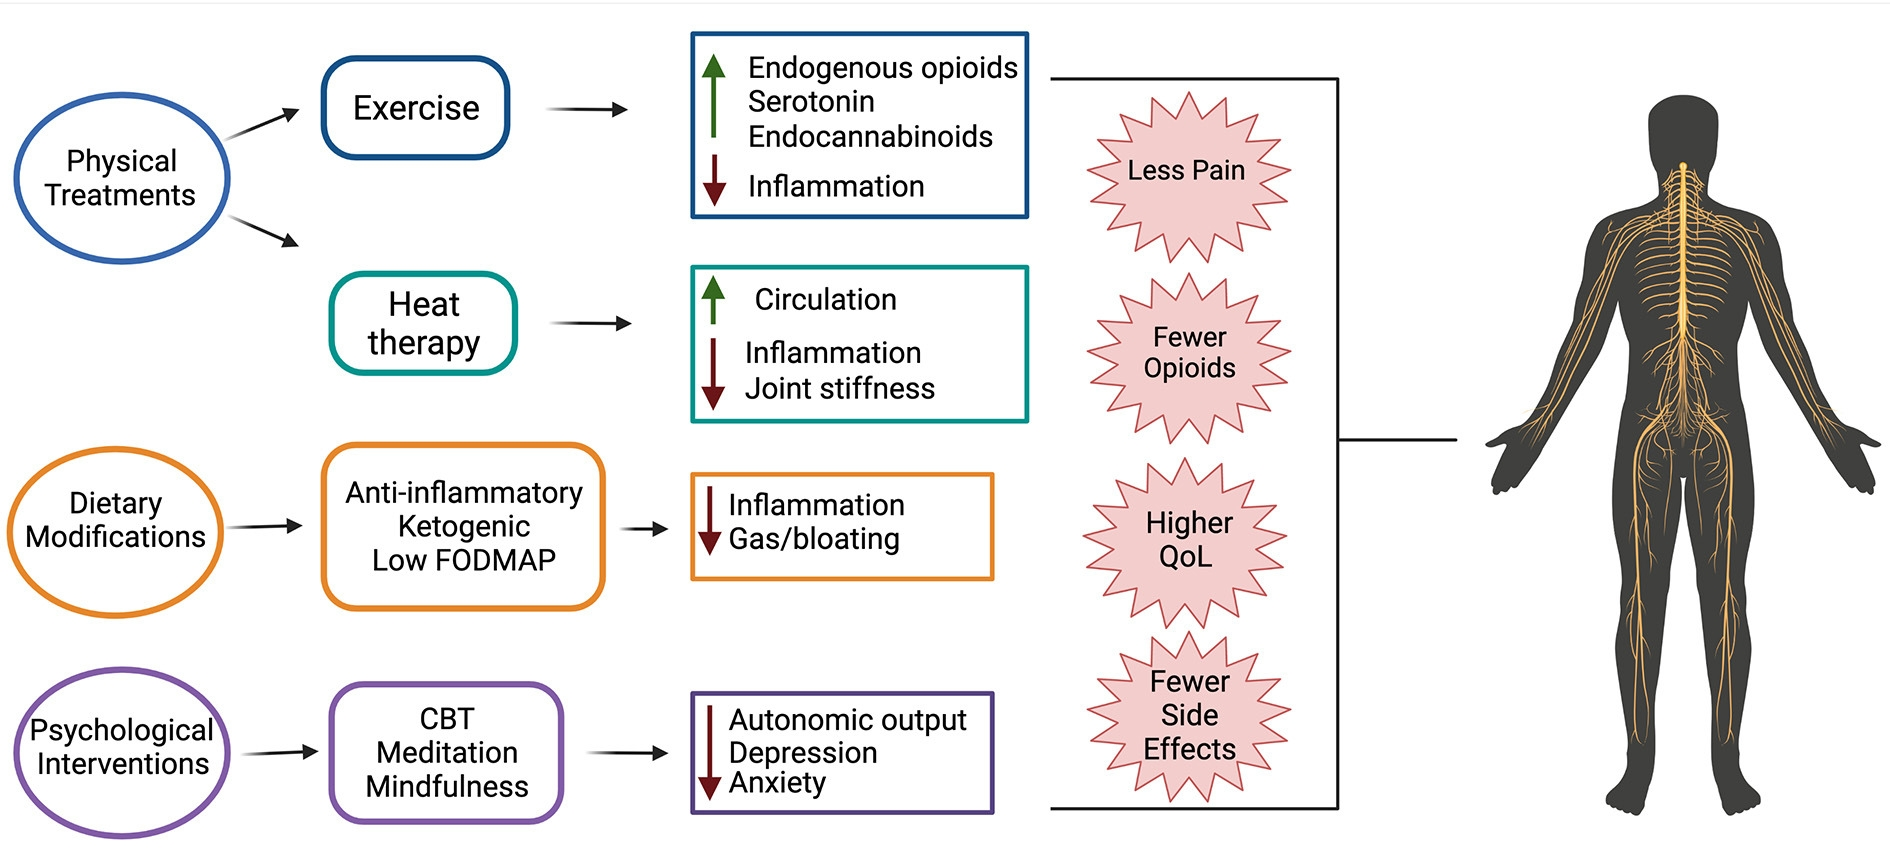 Physical
Treatments
Exercise
Endogenous opioids
Serotonin
Endocannabinoids
Inflammation
Heat
therapy
Circulation
Inflammation
Joint stiffness
Dietary
Modifications
Anti-inflammatory
Ketogenic
Low FODMAP
Inflammation
Gas/bloating
Psychological
Interventions
CBT
Meditation
Mindfulness
Autonomic output
Depression
Anxiety
Less Pain
Fewer
Opioids
Higher
QoL
Fewer
Side
Effects